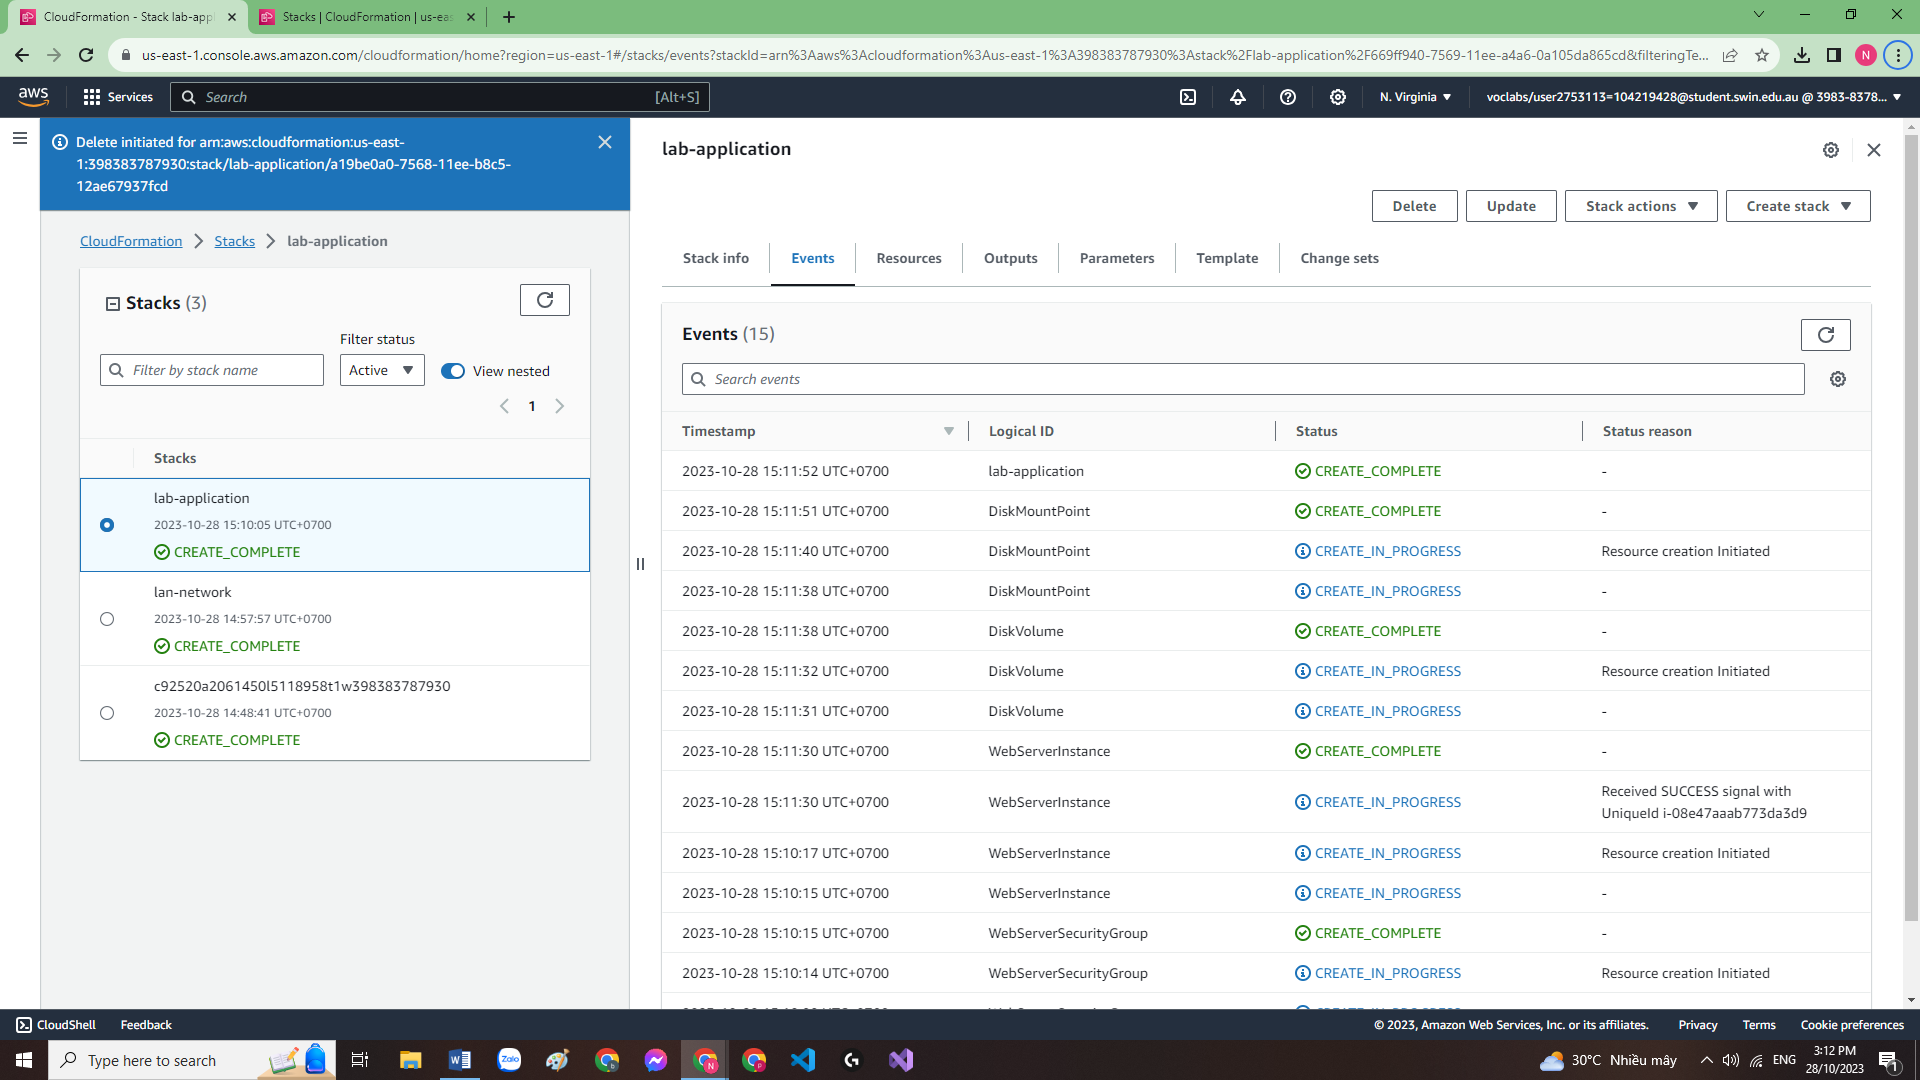 CloudFormation - Stack lab-appl
Stacks | CloudFormation | us-eas
us-east-1.console.aws.amazon.com/cloudformation/home?region=us-east-1#/stacks/events?stackId=arn%3Aaws%3Acloudformation%3Aus-east-1%3A398383787930%3Astack%2Flab-application%2F669ff940-7569-11ee-a4a6-0a105da865cd&filteringTe...
N
aws
Services
Search
[Alt+S]
N. Virginia
voclabs/user2753113=104219428@student.swin.edu.au @ 3983-8378...
Delete initiated for arn:aws:cloudformation:us-east-
1:398383787930:stack/lab-application/a19be0a0-7568-11ee-b8c5-
12ae67937fcd
CloudFormation
Stacks
lab-application
Stacks (3)
Filter status
Filter by stack name
Active
View nested
1
Stacks
lab-application
2023-10-28 15:10:05 UTC+0700
CREATE_COMPLETE
lan-network
2023-10-28 14:57:57 UTC+0700
CREATE_COMPLETE
c92520a2061450l5118958t1w398383787930
2023-10-28 14:48:41 UTC+0700
CREATE_COMPLETE
lab-application
Delete
Update
Stack actions
Create stack
Stack info
Events
Resources
Outputs
Parameters
Template
Change sets
Events (15)
Search events
Timestamp Logical ID Status Status reason
2023-10-28 15:11:52 UTC+0700 lab-application CREATE_COMPLETE -
2023-10-28 15:11:51 UTC+0700 DiskMountPoint CREATE_COMPLETE -
2023-10-28 15:11:40 UTC+0700 DiskMountPoint CREATE_IN_PROGRESS Resource creation Initiated
2023-10-28 15:11:38 UTC+0700 DiskMountPoint CREATE_IN_PROGRESS -
2023-10-28 15:11:38 UTC+0700 DiskVolume CREATE_COMPLETE -
2023-10-28 15:11:32 UTC+0700 DiskVolume CREATE_IN_PROGRESS Resource creation Initiated
2023-10-28 15:11:31 UTC+0700 DiskVolume CREATE_IN_PROGRESS -
2023-10-28 15:11:30 UTC+0700 WebServerInstance CREATE_COMPLETE -
2023-10-28 15:11:30 UTC+0700 WebServerInstance CREATE_IN_PROGRESS Received SUCCESS signal with
UniqueId i-08e47aaab773da3d9
2023-10-28 15:10:17 UTC+0700 WebServerInstance CREATE_IN_PROGRESS Resource creation Initiated
2023-10-28 15:10:15 UTC+0700 WebServerInstance CREATE_IN_PROGRESS -
2023-10-28 15:10:15 UTC+0700 WebServerSecurityGroup CREATE_COMPLETE -
2023-10-28 15:10:14 UTC+0700 WebServerSecurityGroup CREATE_IN_PROGRESS Resource creation Initiated
CloudShell
Feedback
© 2023, Amazon Web Services, Inc. or its affiliates.
Privacy
Terms
Cookie preferences
Type here to search
Zalo
30°C Nhiều mây
ENG
3:12 PM
28/10/2023
1